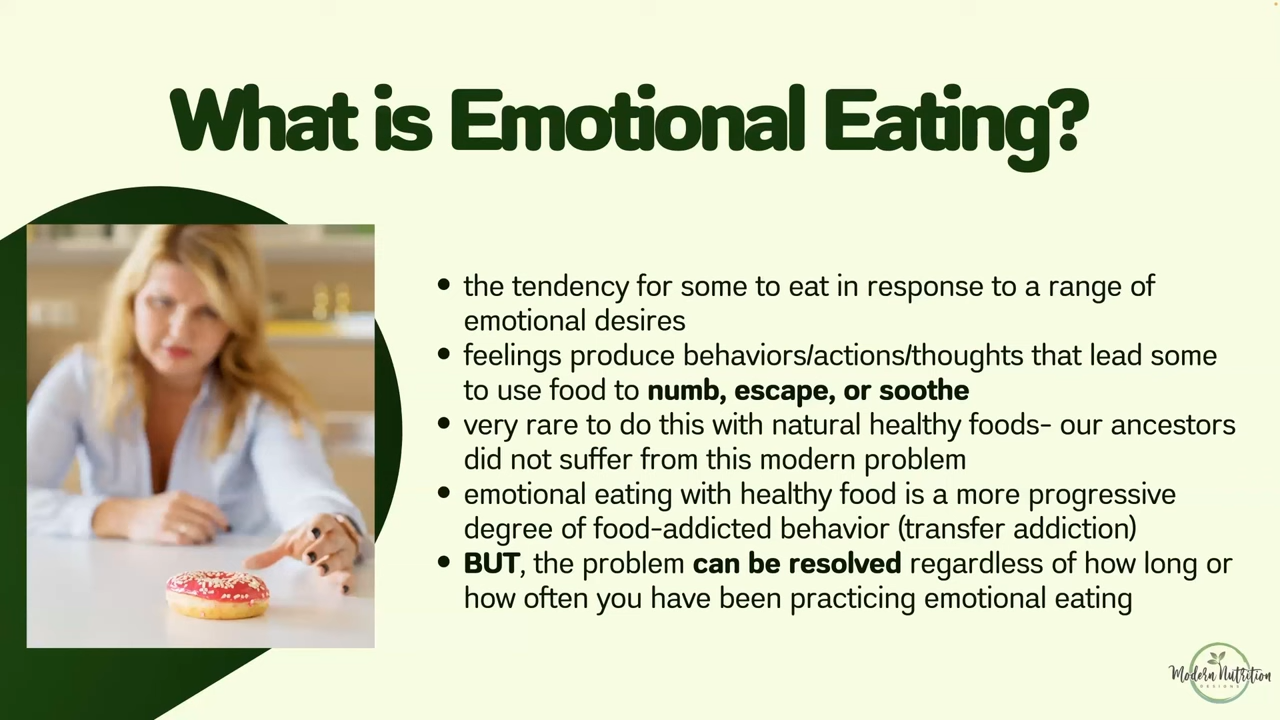 What is Emotional Eating?
• the tendency for some to eat in response to a range of
emotional desires
• feelings produce behaviors/actions/thoughts that lead some
to use food to numb, escape, or soothe
• very rare to do this with natural healthy foods- our ancestors
did not suffer from this modern problem
• emotional eating with healthy food is a more progressive
degree of food-addicted behavior (transfer addiction)
• BUT, the problem can be resolved regardless of how long or
how often you have been practicing emotional eating
Modern Nutrition
DESIGNS